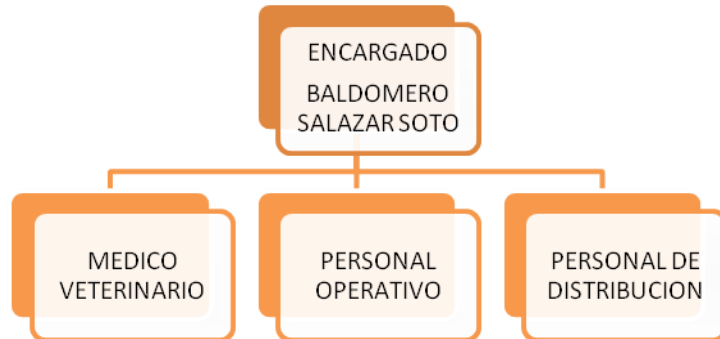 ENCARGADO
BALDOMERO
SALAZAR SOTO
MEDICO
VETERINARIO
PERSONAL
OPERATIVO
PERSONAL DE
DISTRIBUCION